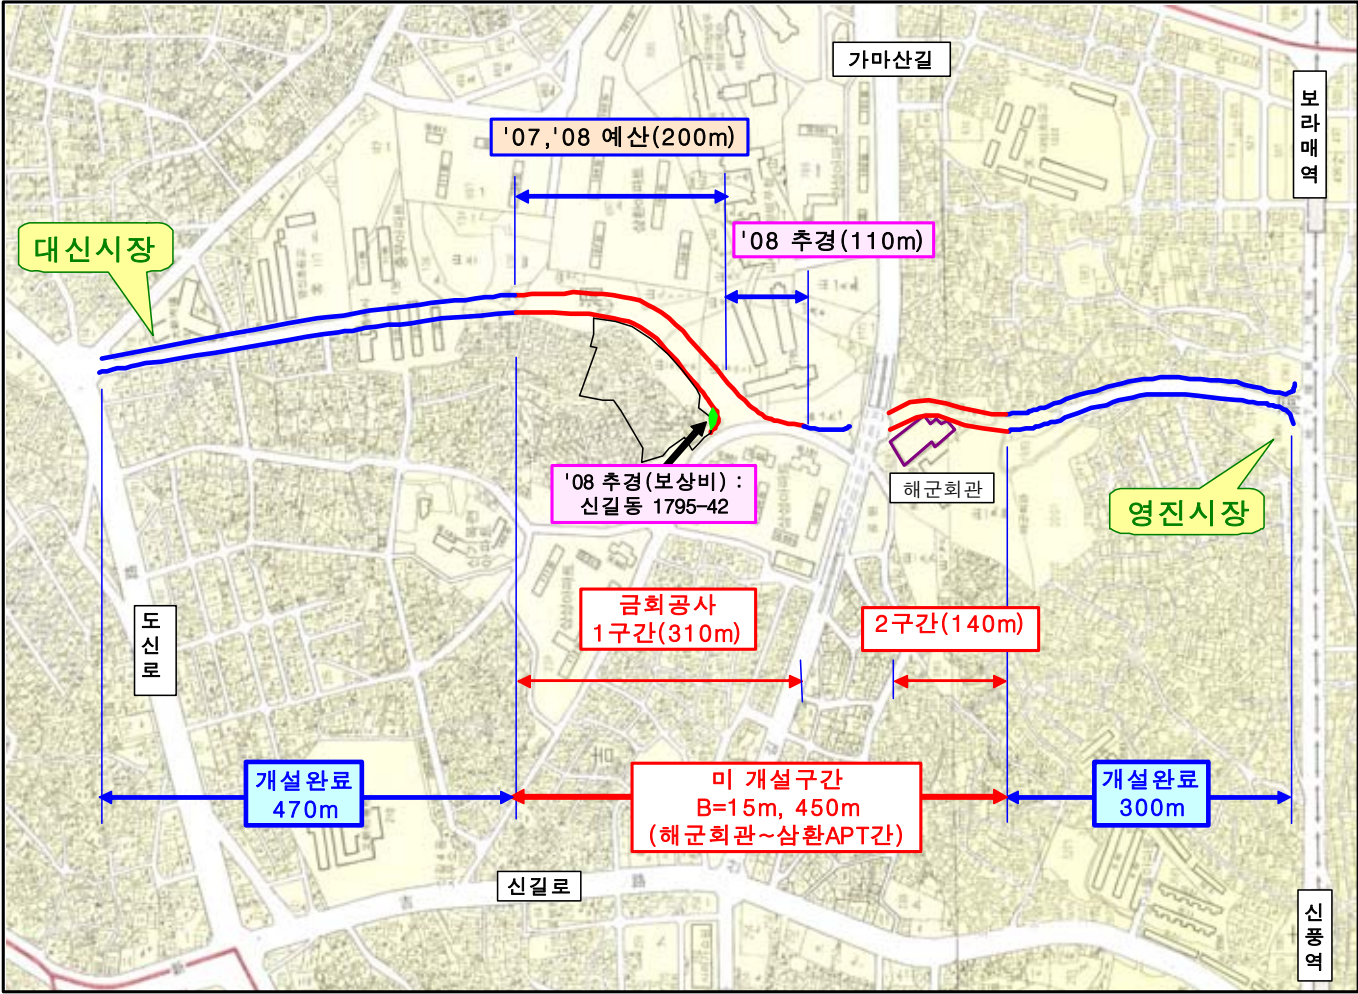 가마산길
보라매역
'07,'08 예산(200m)
대신시장
'08 추경(110m)
'08 추경(보상비) :
신길동 1795-42
해군회관
영진시장
금회공사
1구간(310m)
2구간(140m)
도신로
개설완료
470m
미 개설구간
B=15m, 450m
(해군회관~삼환APT간)
개설완료
300m
신길로
신풍역